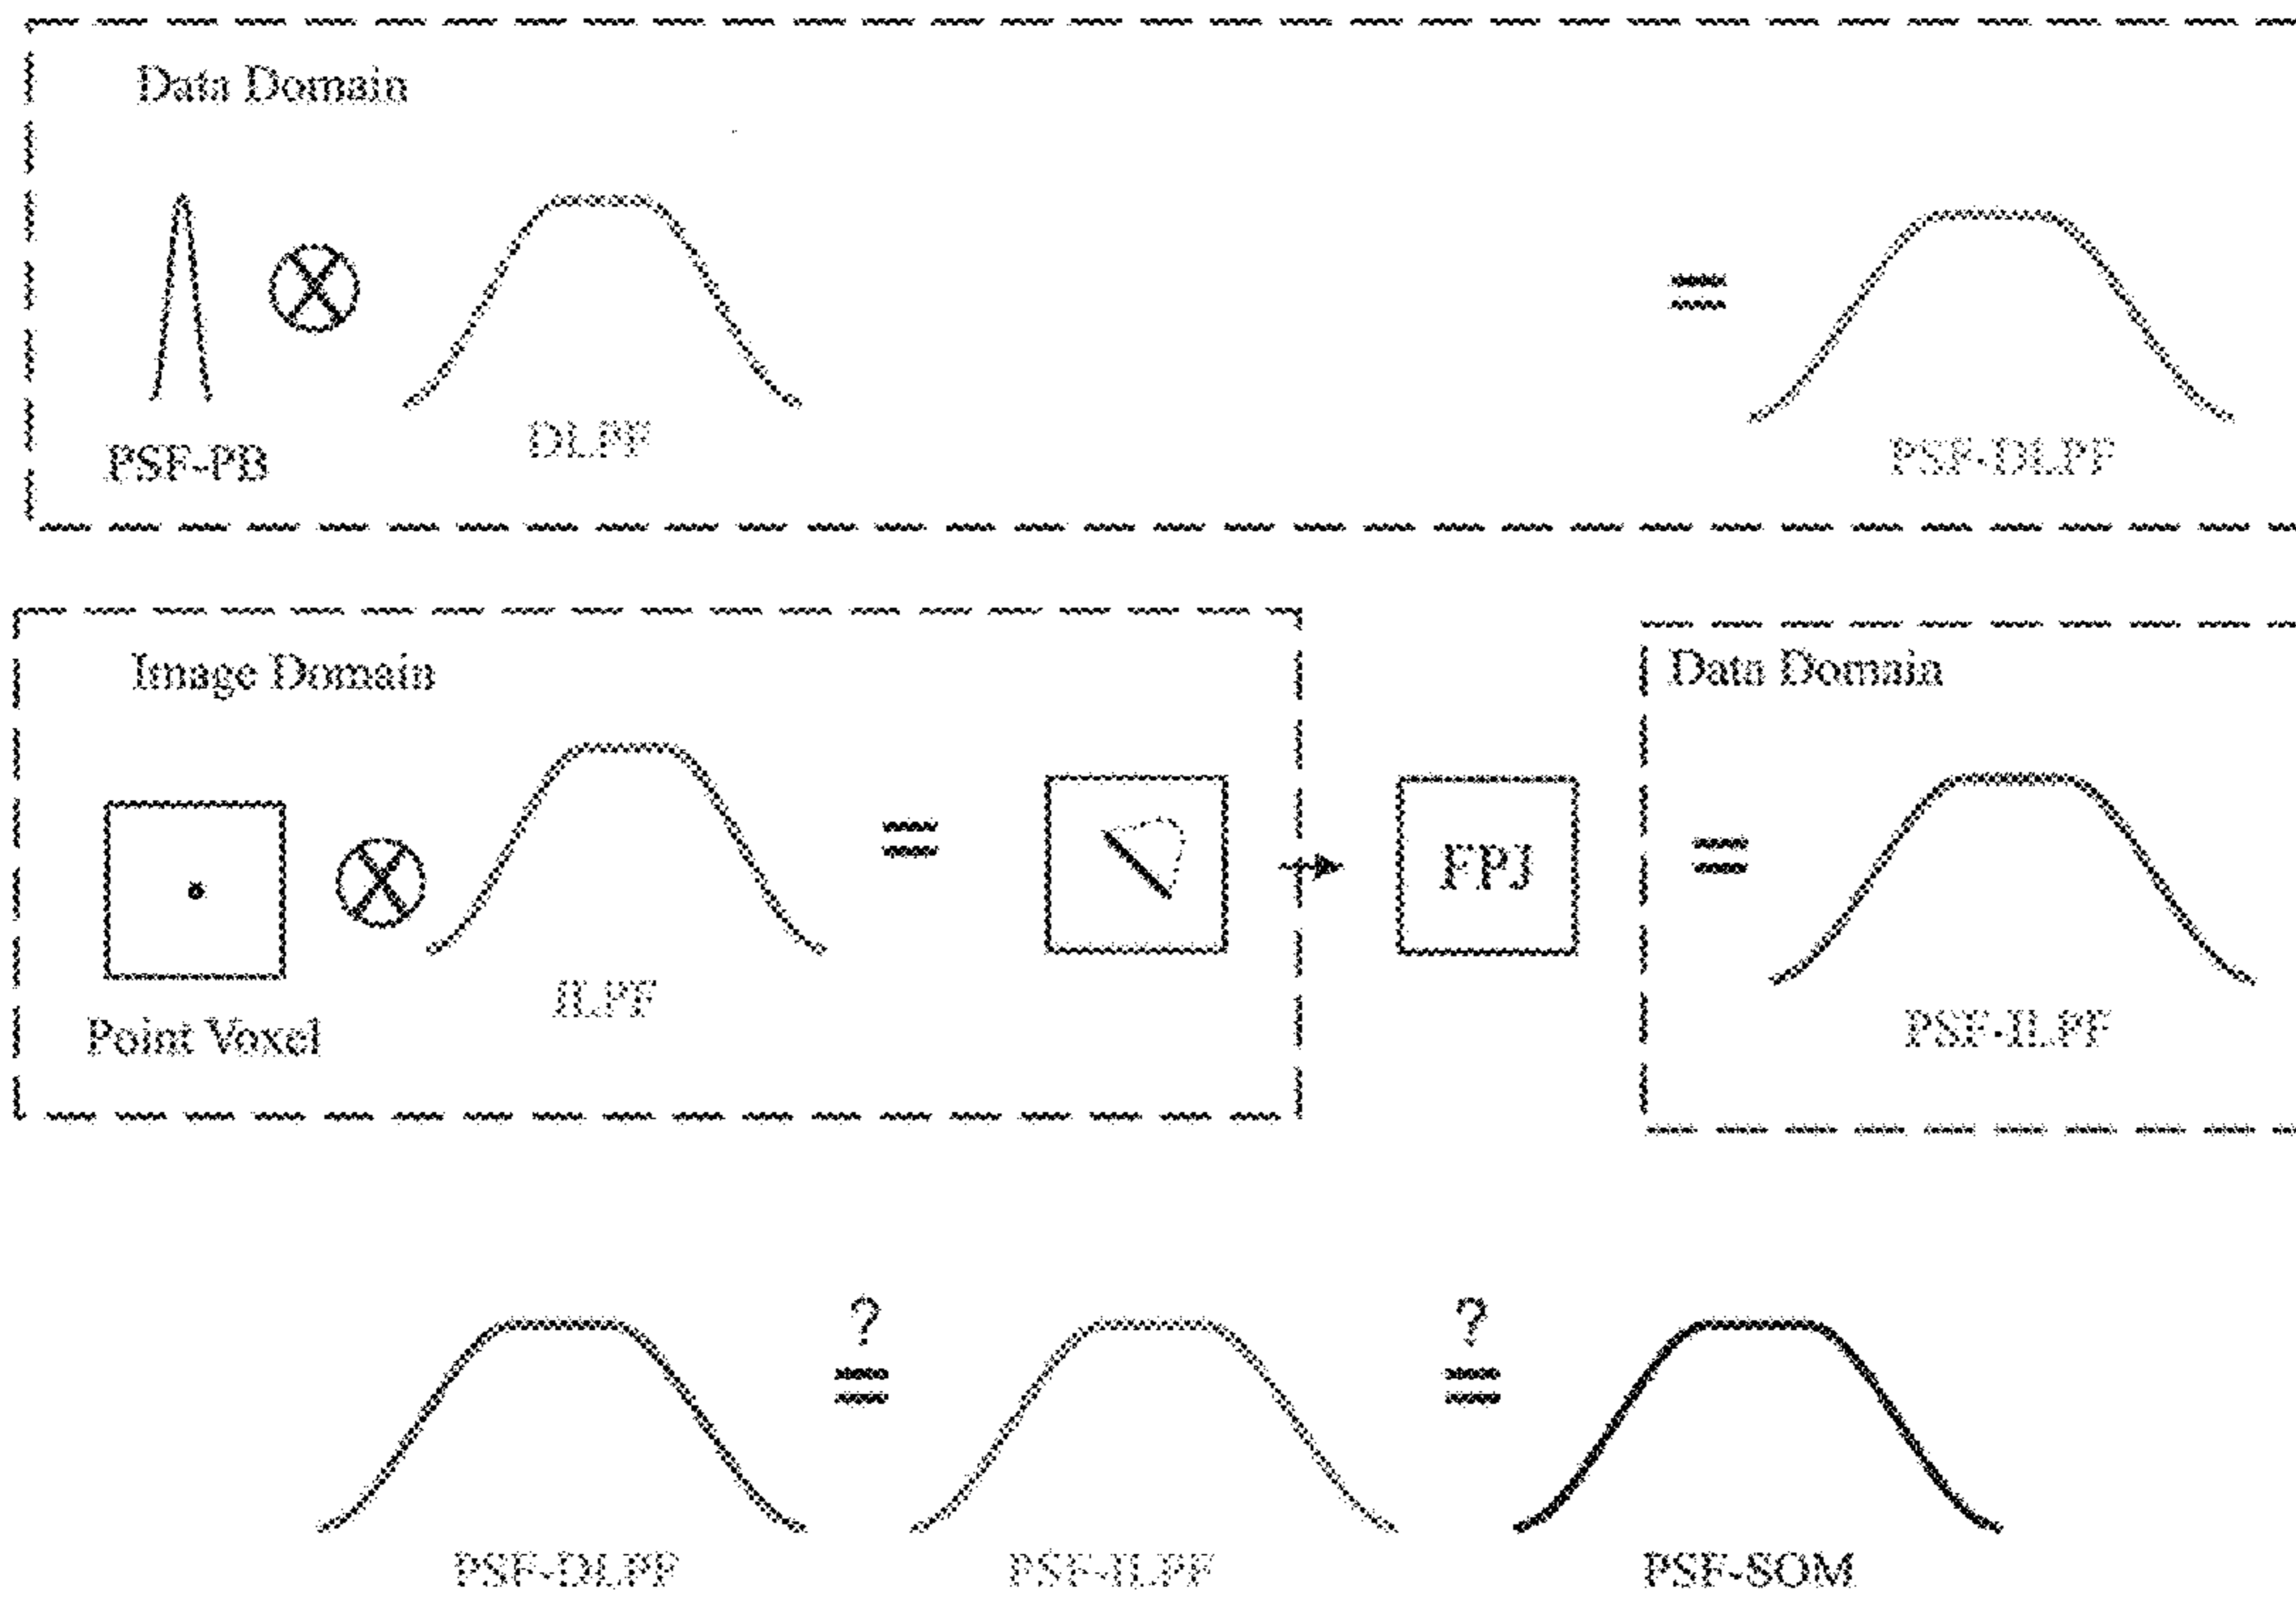 Data Domain
PSF-PB
DLPF
=
PSF-DLPF
Image Domain
Point Voxel
ILPF
=
FPJ
Data Domain
=
PSF-ILPF
? =
? =
PSF-DLPF
PSF-ILPF
PSF-SOM